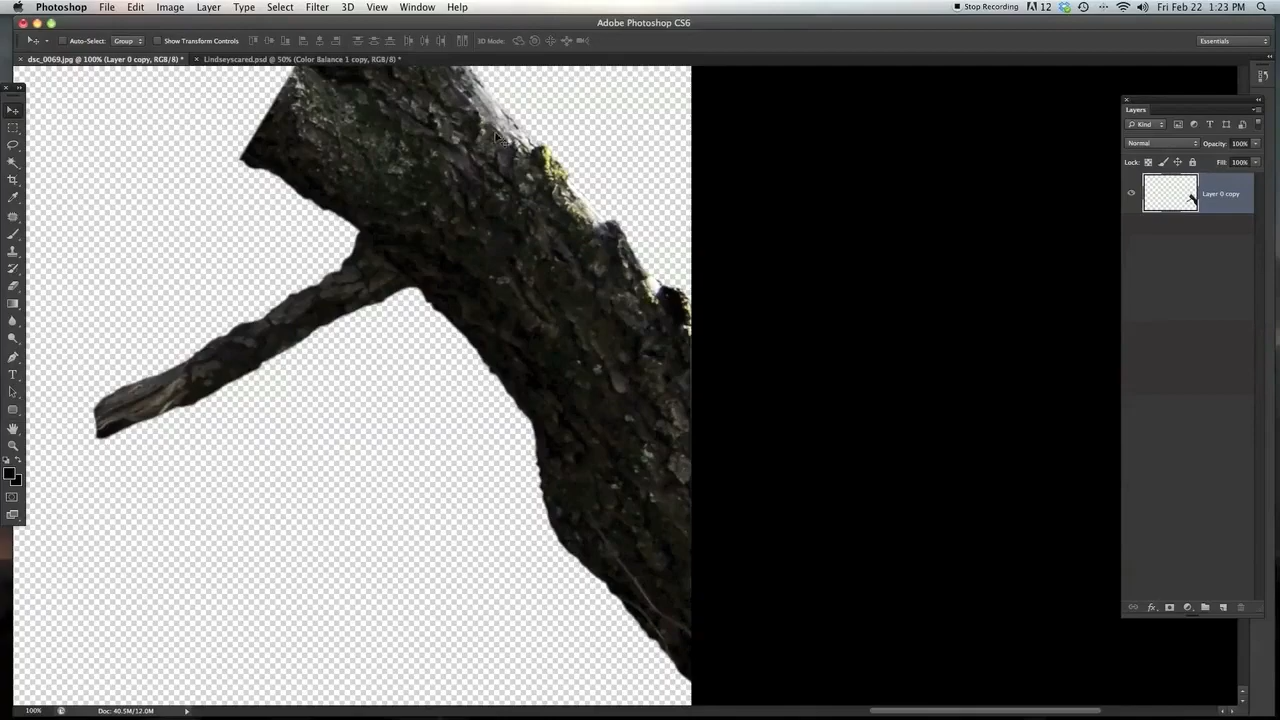 Photoshop File Edit Image Layer Type Select Filter 3D View Window Help Stop Recording 12 Fri Feb 22 1:23 PM
Adobe Photoshop CS6
Auto-Select: Group Show Transform Controls 3D Mode: Essentials
dsc_0069.jpg @ 100% (Layer 0 copy, RGB/8) * Lindseyscared.psd @ 50% (Color Balance 1 copy, RGB/8) *
Layers
Kind
Normal Opacity: 100%
Lock: Fill: 100%
Layer 0 copy
T
100% Doc: 40.5M/12.0M